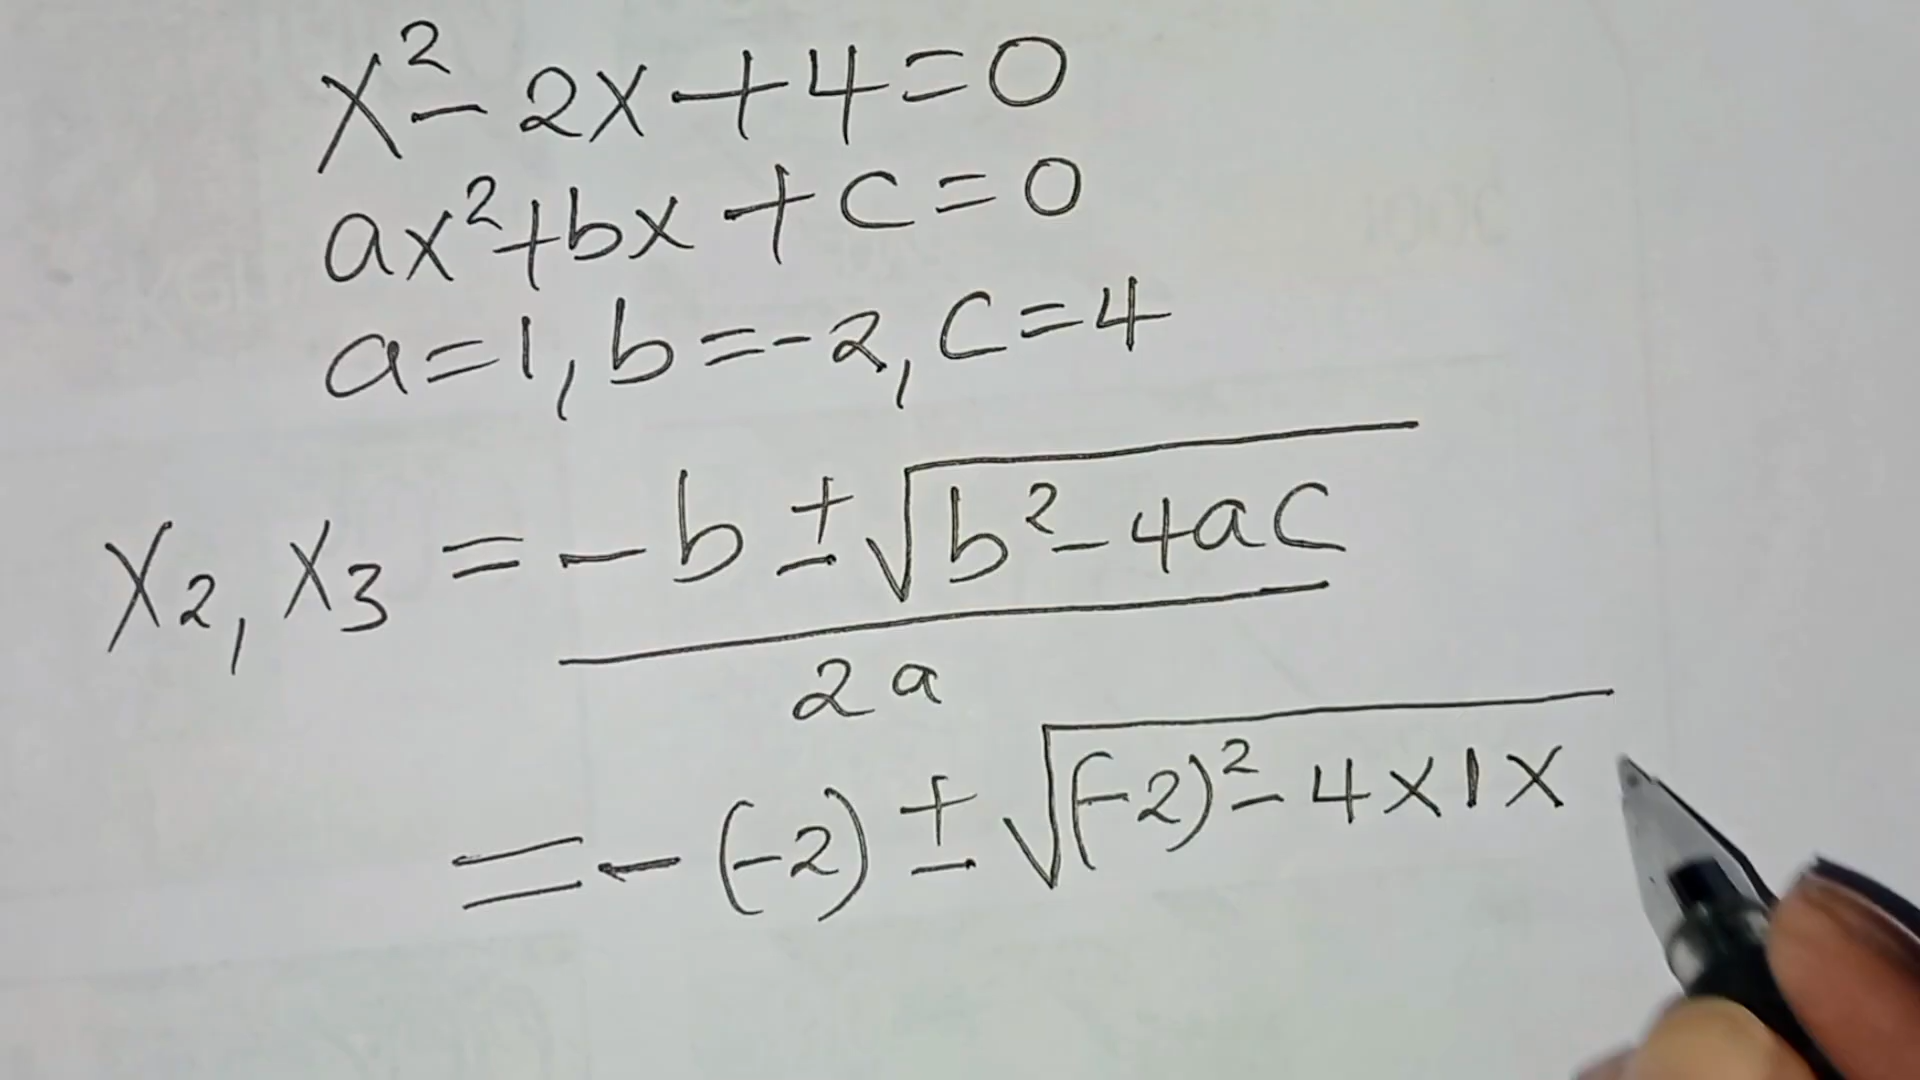 x² - 2x + 4 = 0
ax² + bx + c = 0
a = 1, b = -2, c = 4
x₂, x₃ = -b ± √(b² - 4ac)
2a
= -(-2) ± √((-2)² - 4 x 1 x